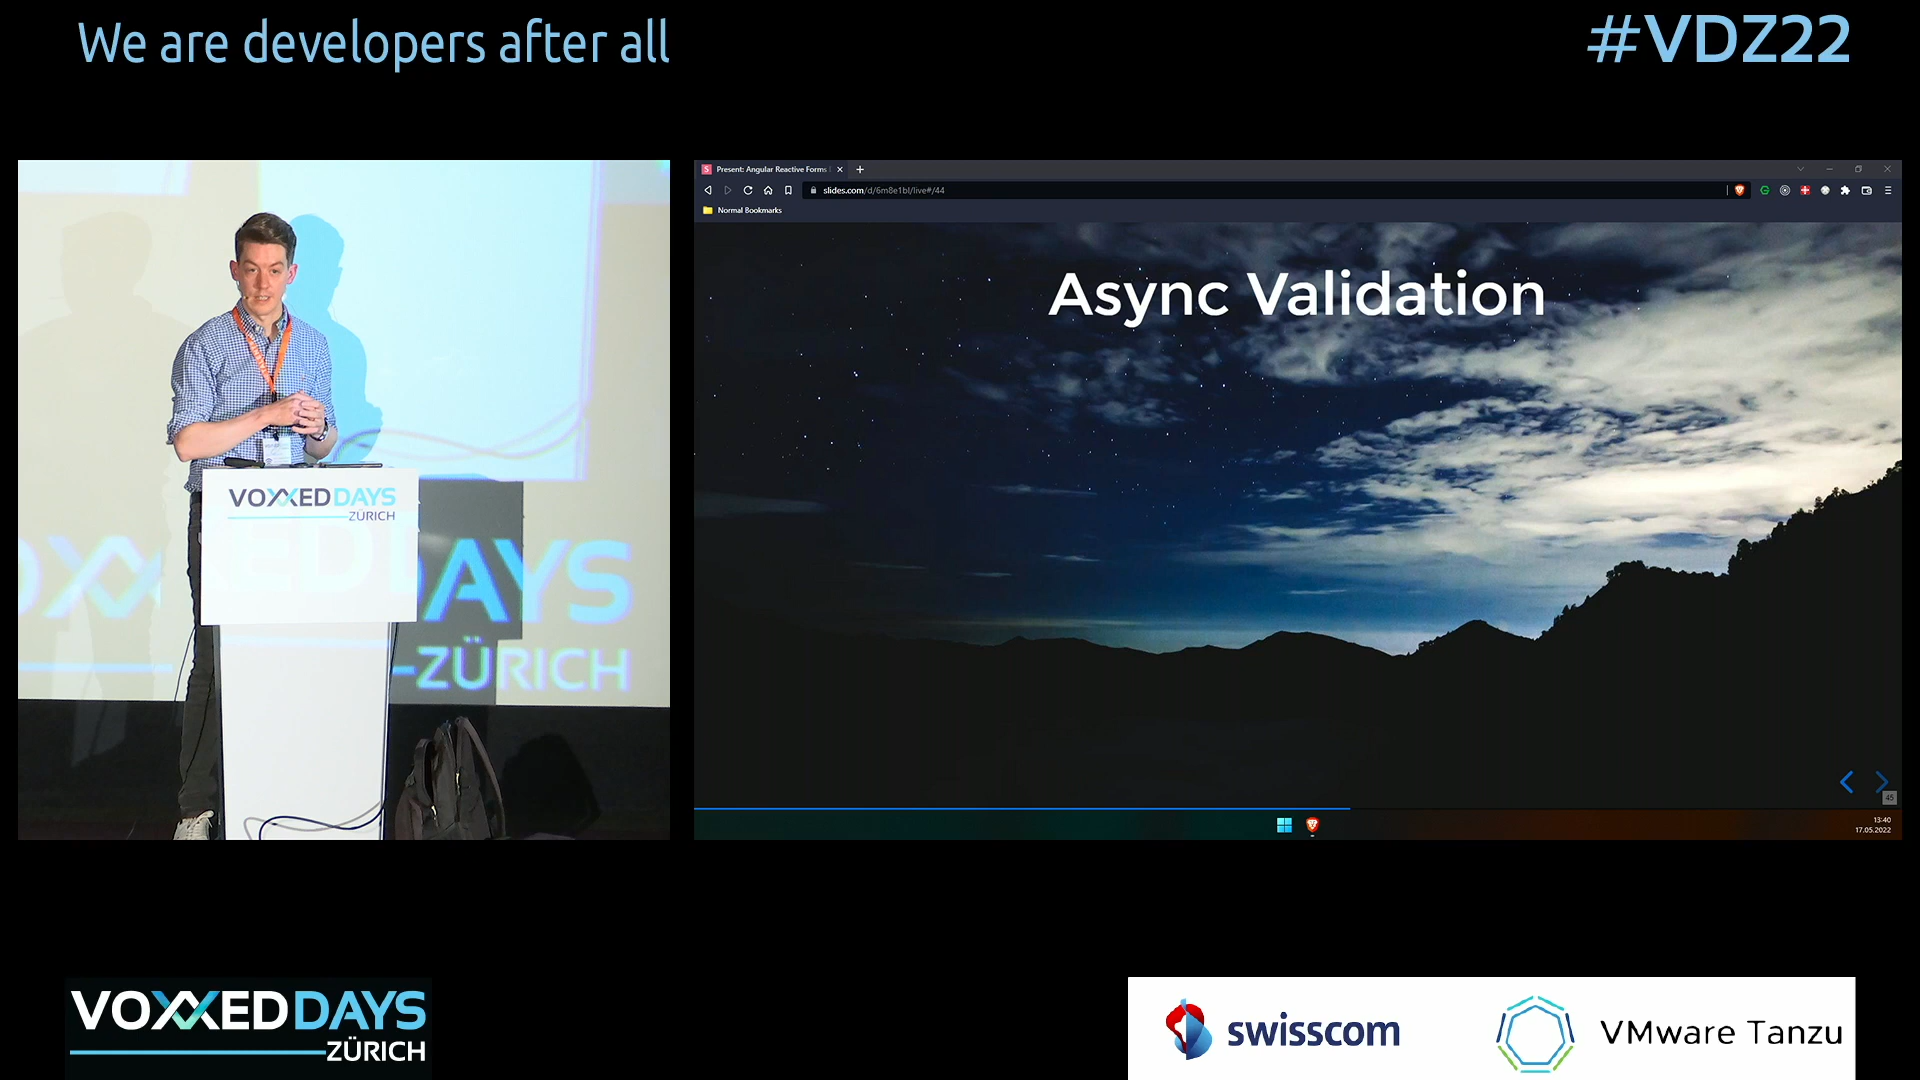 We are developers after all
#VDZ22
Present: Angular Reactive Forms
slides.com/d/6m8e1bl/live#/44
Normal Bookmarks
Async Validation
VOXXED DAYS
ZÜRICH
DAYS
ZÜRICH
45
13:40
17.05.2022
VOXXED DAYS
ZÜRICH
swisscom
VMware Tanzu